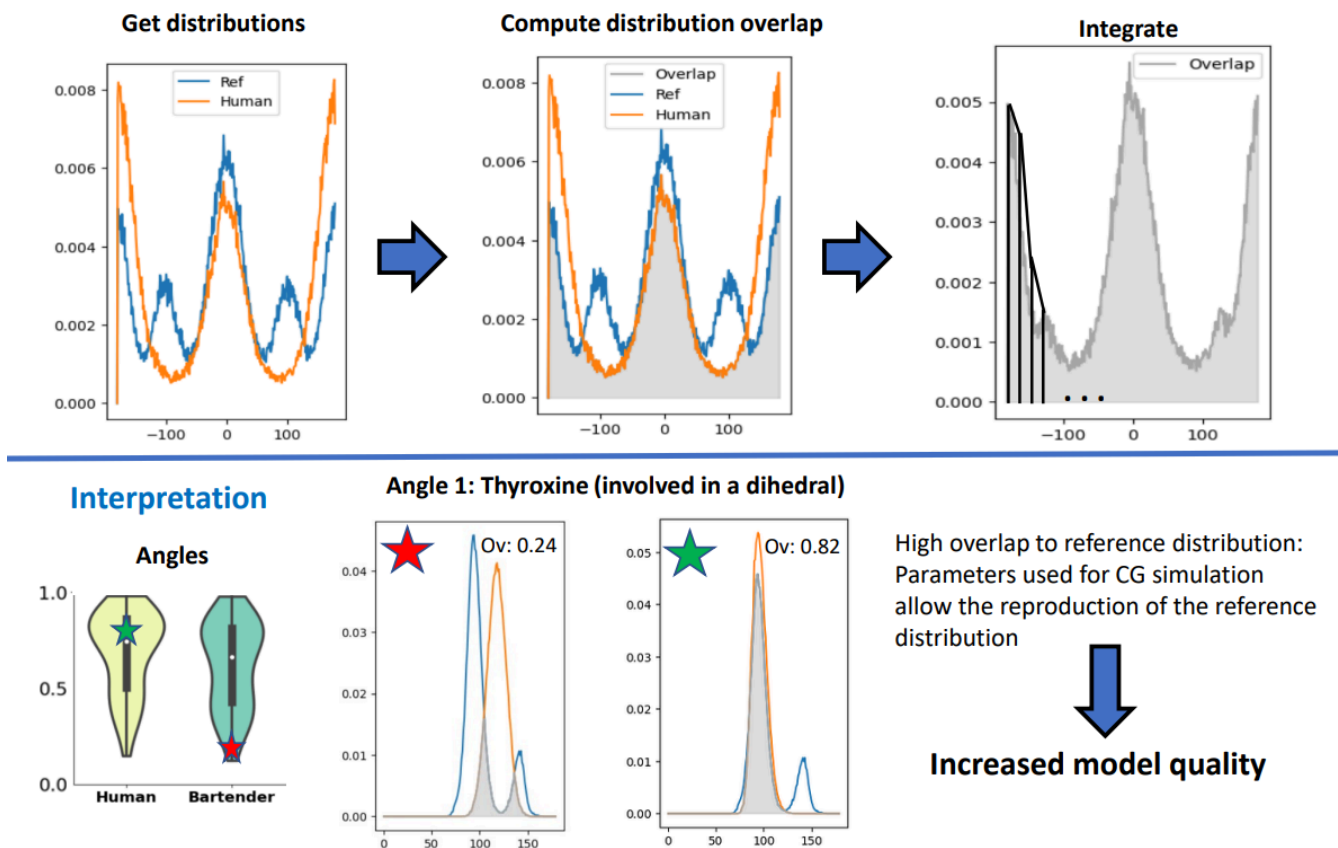 Get distributions
Compute distribution overlap
Integrate
Ref
Human
0.008
0.006
0.004
0.002
0.000
−100
0
100
Overlap
Ref
Human
0.008
0.006
0.004
0.002
0.000
−100
0
100
Overlap
0.005
0.004
0.003
0.002
0.001
0.000
−100
0
100
Interpretation
Angles
1.0
0.5
0.0
Human
Bartender
Angle 1: Thyroxine (involved in a dihedral)
Ov: 0.24
0.04
0.03
0.02
0.01
0.00
0
50
100
150
Ov: 0.82
0.05
0.04
0.03
0.02
0.01
0.00
0
50
100
150
High overlap to reference distribution:
Parameters used for CG simulation
allow the reproduction of the reference
distribution
Increased model quality